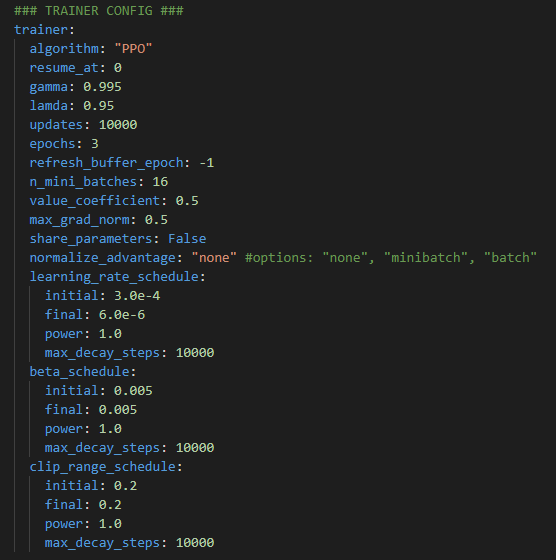 ### TRAINER CONFIG ###
trainer:
  algorithm: "PPO"
  resume_at: 0
  gamma: 0.995
  lamda: 0.95
  updates: 10000
  epochs: 3
  refresh_buffer_epoch: -1
  n_mini_batches: 16
  value_coefficient: 0.5
  max_grad_norm: 0.5
  share_parameters: False
  normalize_advantage: "none" #options: "none", "minibatch", "batch"
  learning_rate_schedule:
    initial: 3.0e-4
    final: 6.0e-6
    power: 1.0
    max_decay_steps: 10000
  beta_schedule:
    initial: 0.005
    final: 0.005
    power: 1.0
    max_decay_steps: 10000
  clip_range_schedule:
    initial: 0.2
    final: 0.2
    power: 1.0
    max_decay_steps: 10000